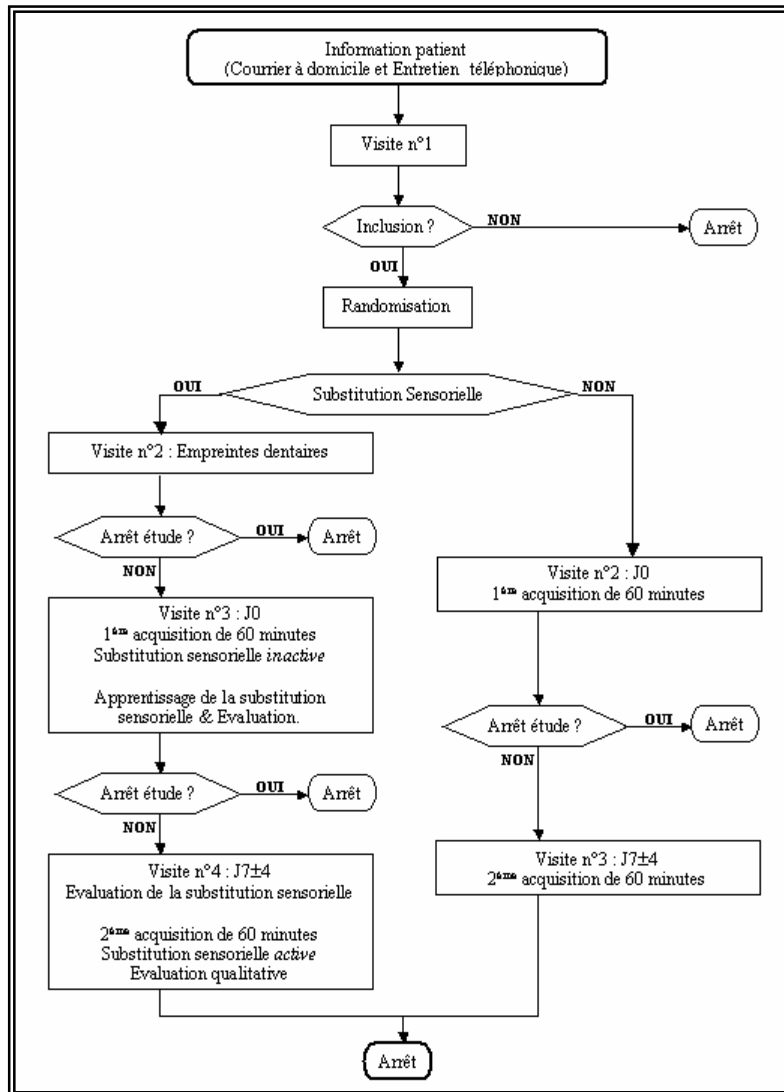 Information patient
(Courrier à domicile et Entretien téléphonique)
Visite n°1
Inclusion ?
NON
Arrêt
OUI
Randomisation
Substitution Sensorielle
OUI
NON
Visite n°2 : Empreintes dentaires
Arrêt étude ?
OUI
Arrêt
NON
Visite n°3 : J0
1ère acquisition de 60 minutes
Substitution sensorielle inactive
Apprentissage de la substitution
sensorielle & Evaluation.
Arrêt étude ?
OUI
Arrêt
NON
Visite n°4 : J7±4
Evaluation de la substitution sensorielle
2ème acquisition de 60 minutes
Substitution sensorielle active
Evaluation qualitative
Visite n°2 : J0
1ère acquisition de 60 minutes
Arrêt étude ?
OUI
Arrêt
NON
Visite n°3 : J7±4
2ème acquisition de 60 minutes
Arrêt